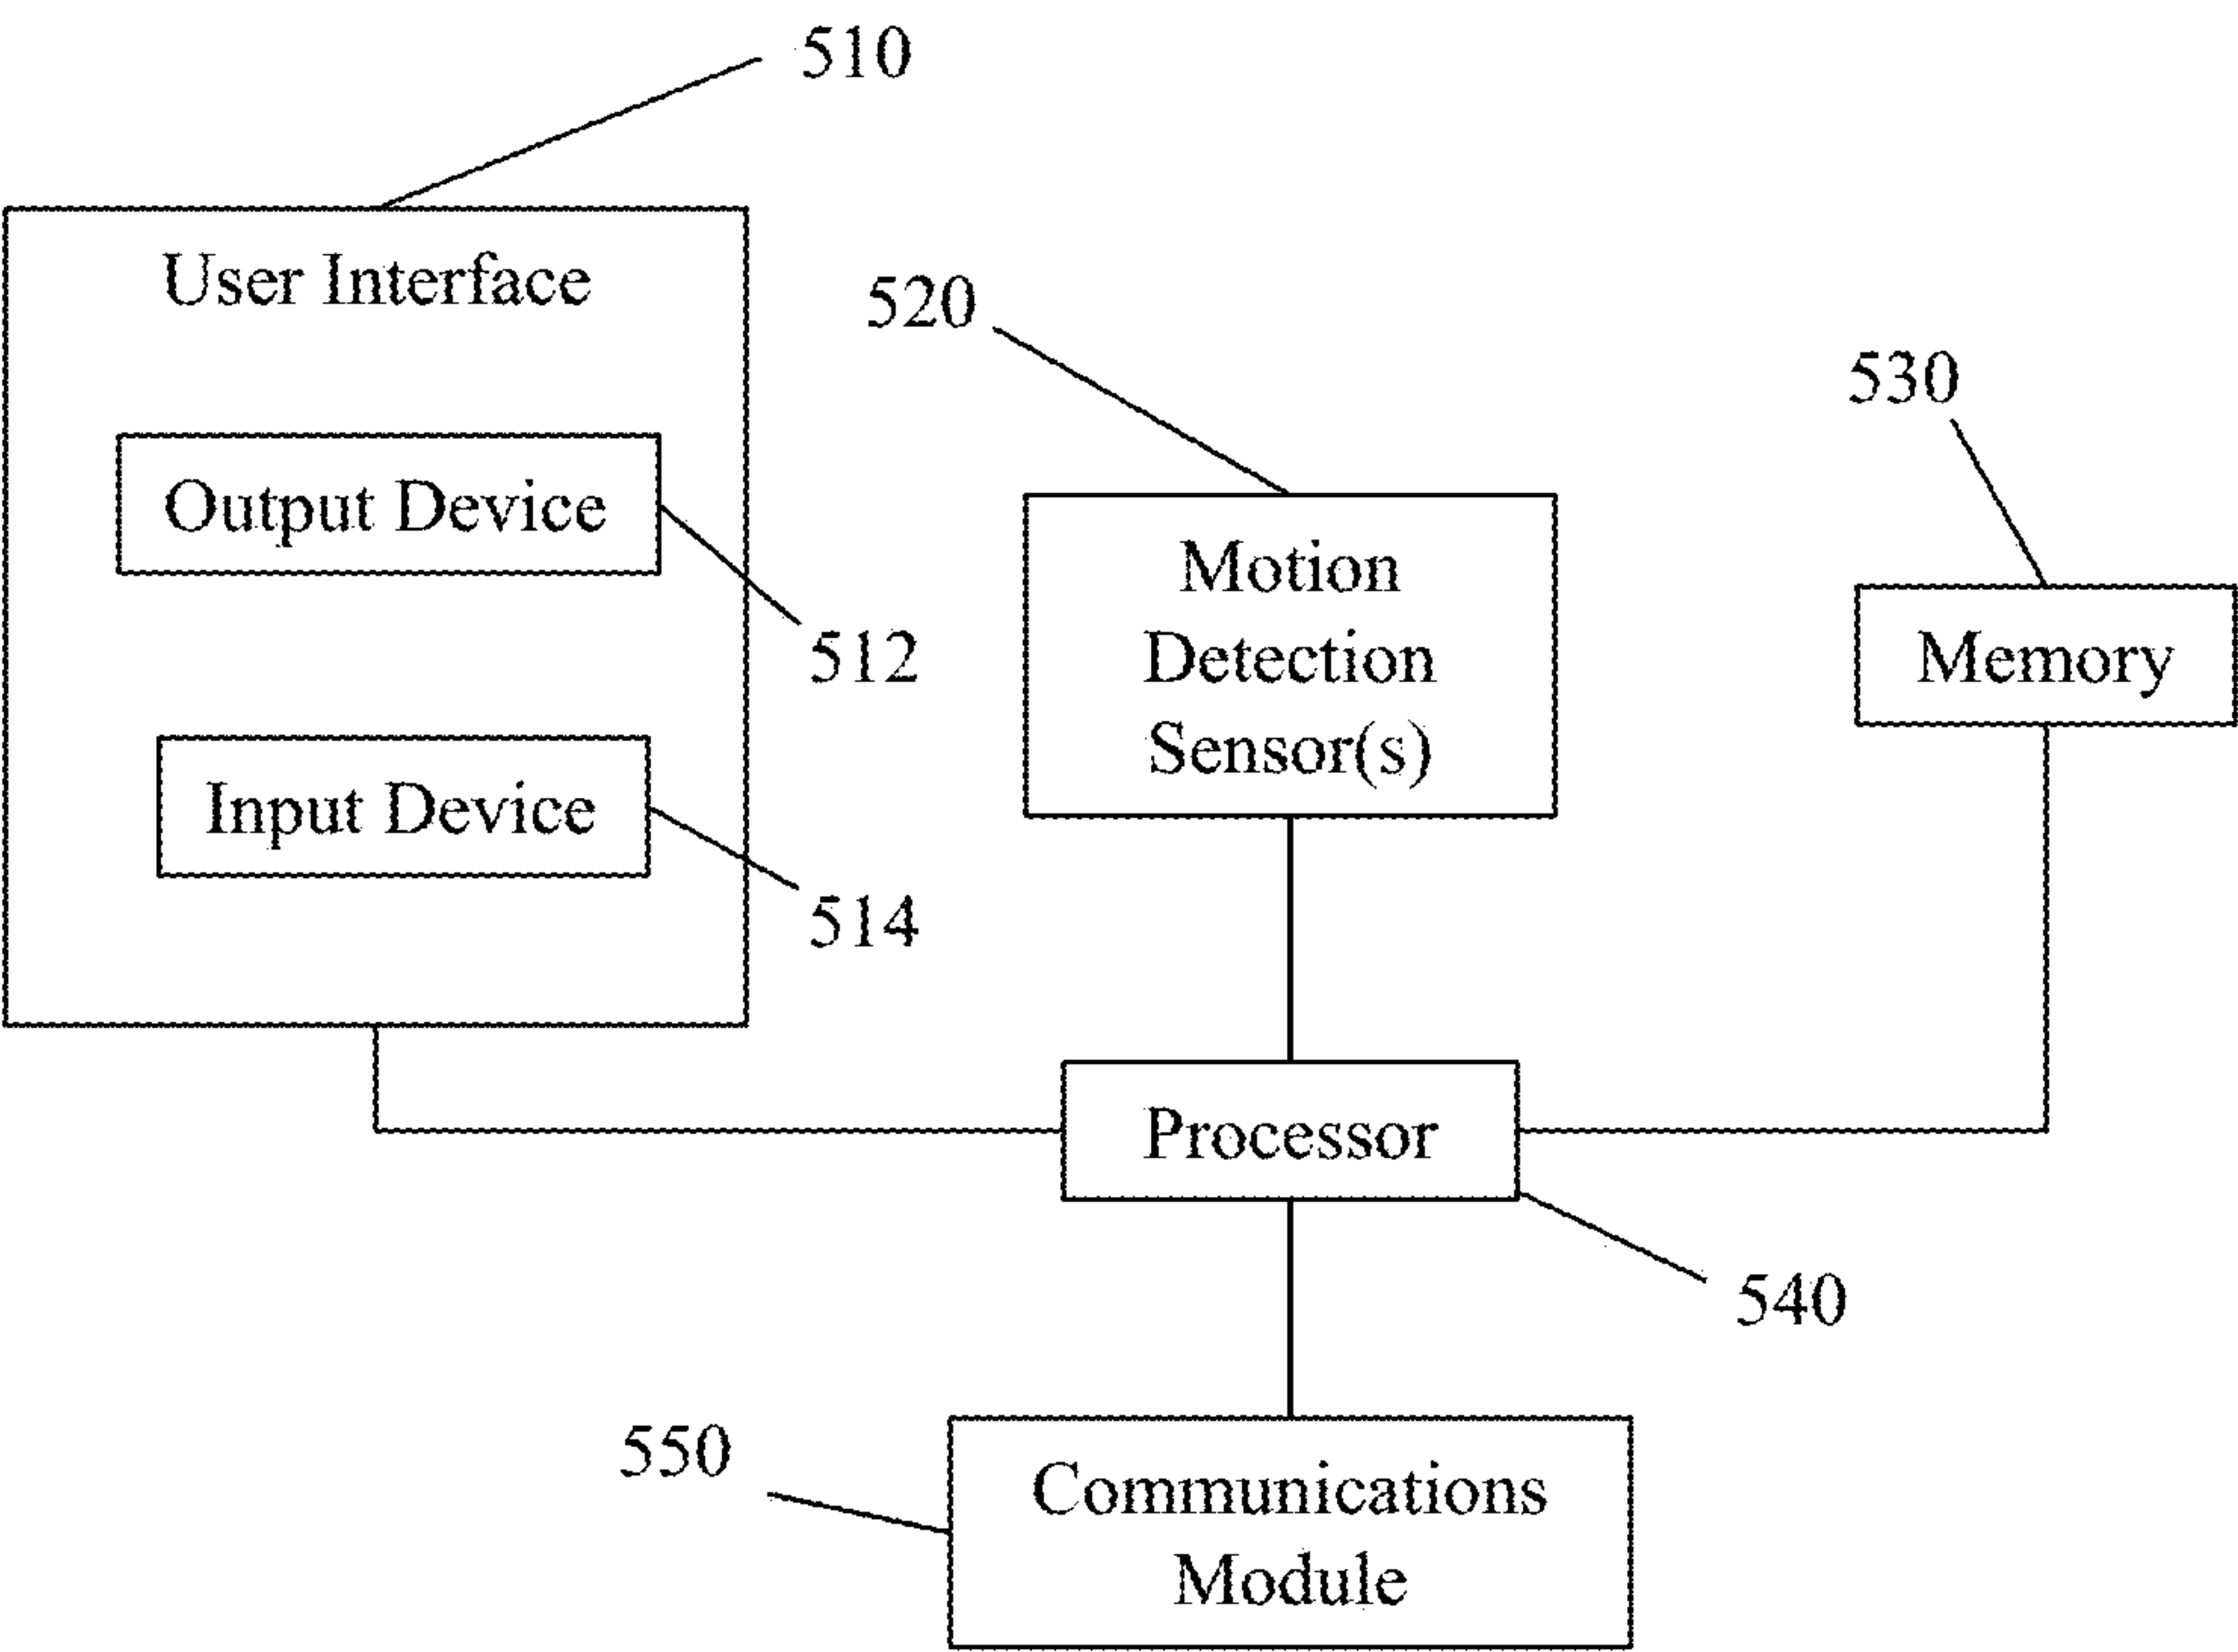 510
User Interface
520
530
Output Device
Motion
Detection
Sensor(s)
512
Memory
Input Device
514
Processor
540
550
Communications
Module